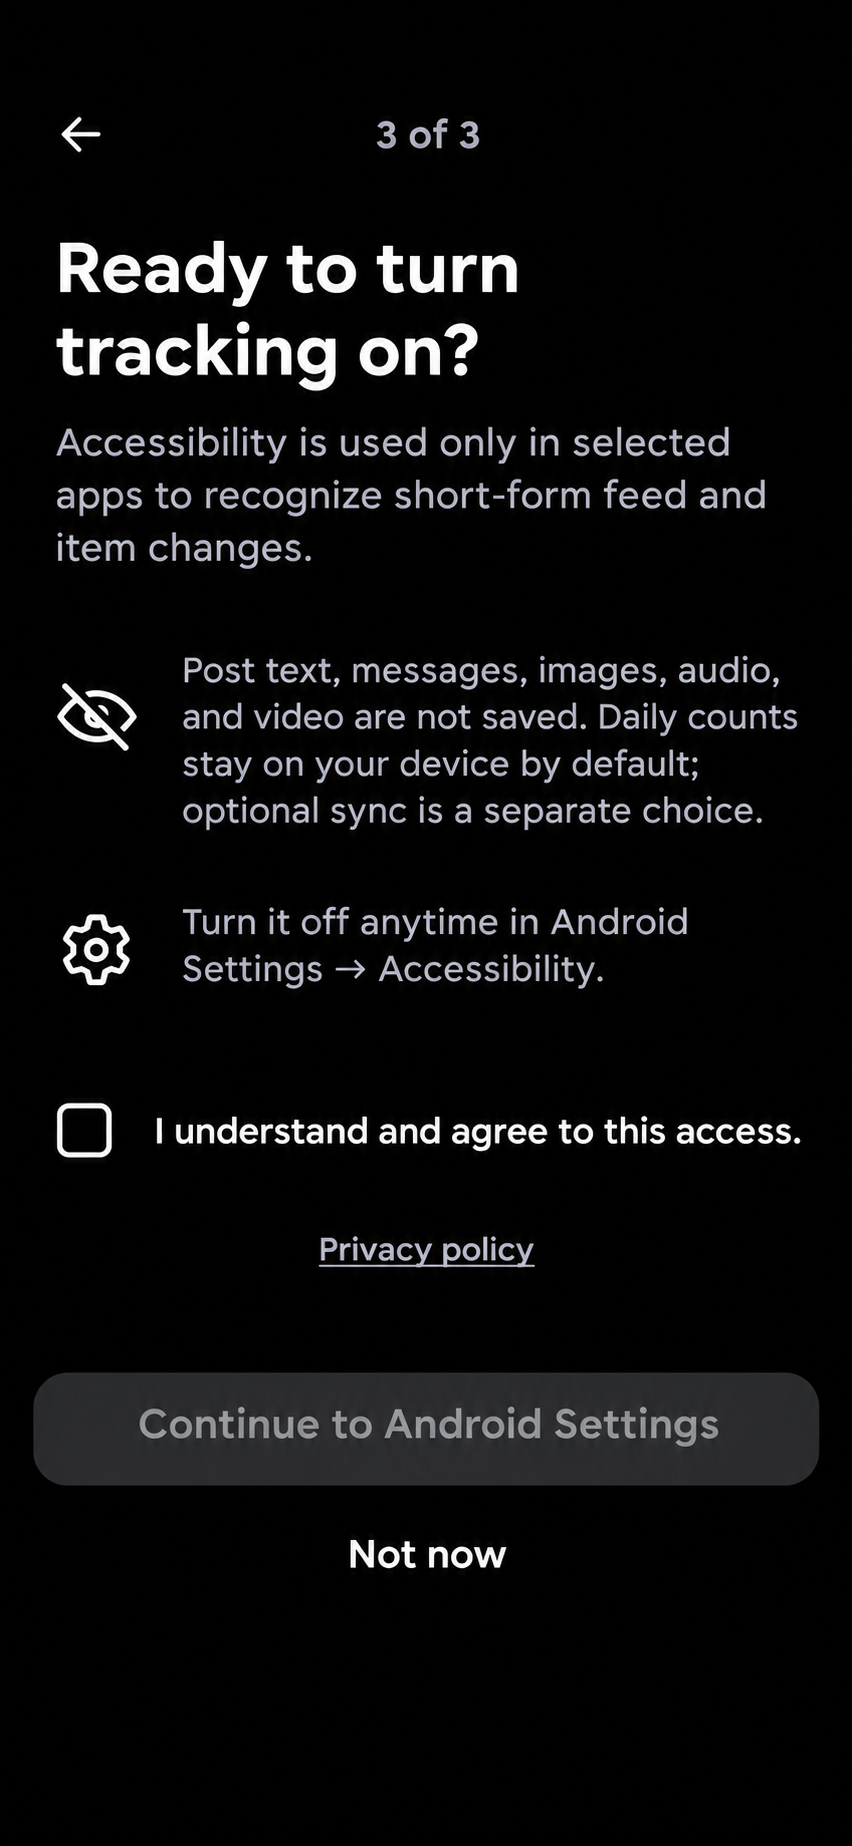 3 of 3
Ready to turn
tracking on?
Accessibility is used only in selected
apps to recognize short-form feed and
item changes.
Post text, messages, images, audio,
and video are not saved. Daily counts
stay on your device by default;
optional sync is a separate choice.
Turn it off anytime in Android
Settings → Accessibility.
I understand and agree to this access.
Privacy policy
Continue to Android Settings
Not now